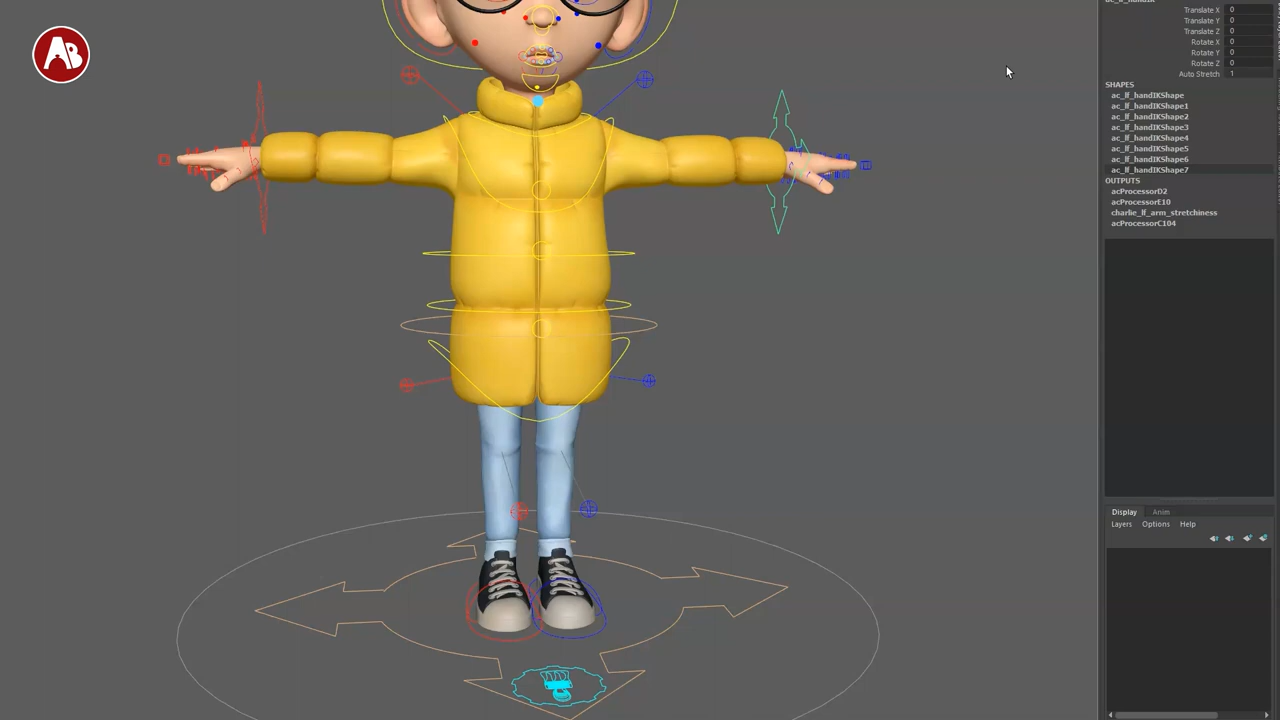 AB
Translate X 0
Translate Y 0
Translate Z 0
Rotate X 0
Rotate Y 0
Rotate Z 0
Auto Stretch 1
SHAPES
ac_lf_handIKShape
ac_lf_handIKShape1
ac_lf_handIKShape2
ac_lf_handIKShape3
ac_lf_handIKShape4
ac_lf_handIKShape5
ac_lf_handIKShape6
ac_lf_handIKShape7
OUTPUTS
acProcessorD2
acProcessorE10
charlie_lf_arm_stretchiness
acProcessorC104
Display Anim
Layers Options Help